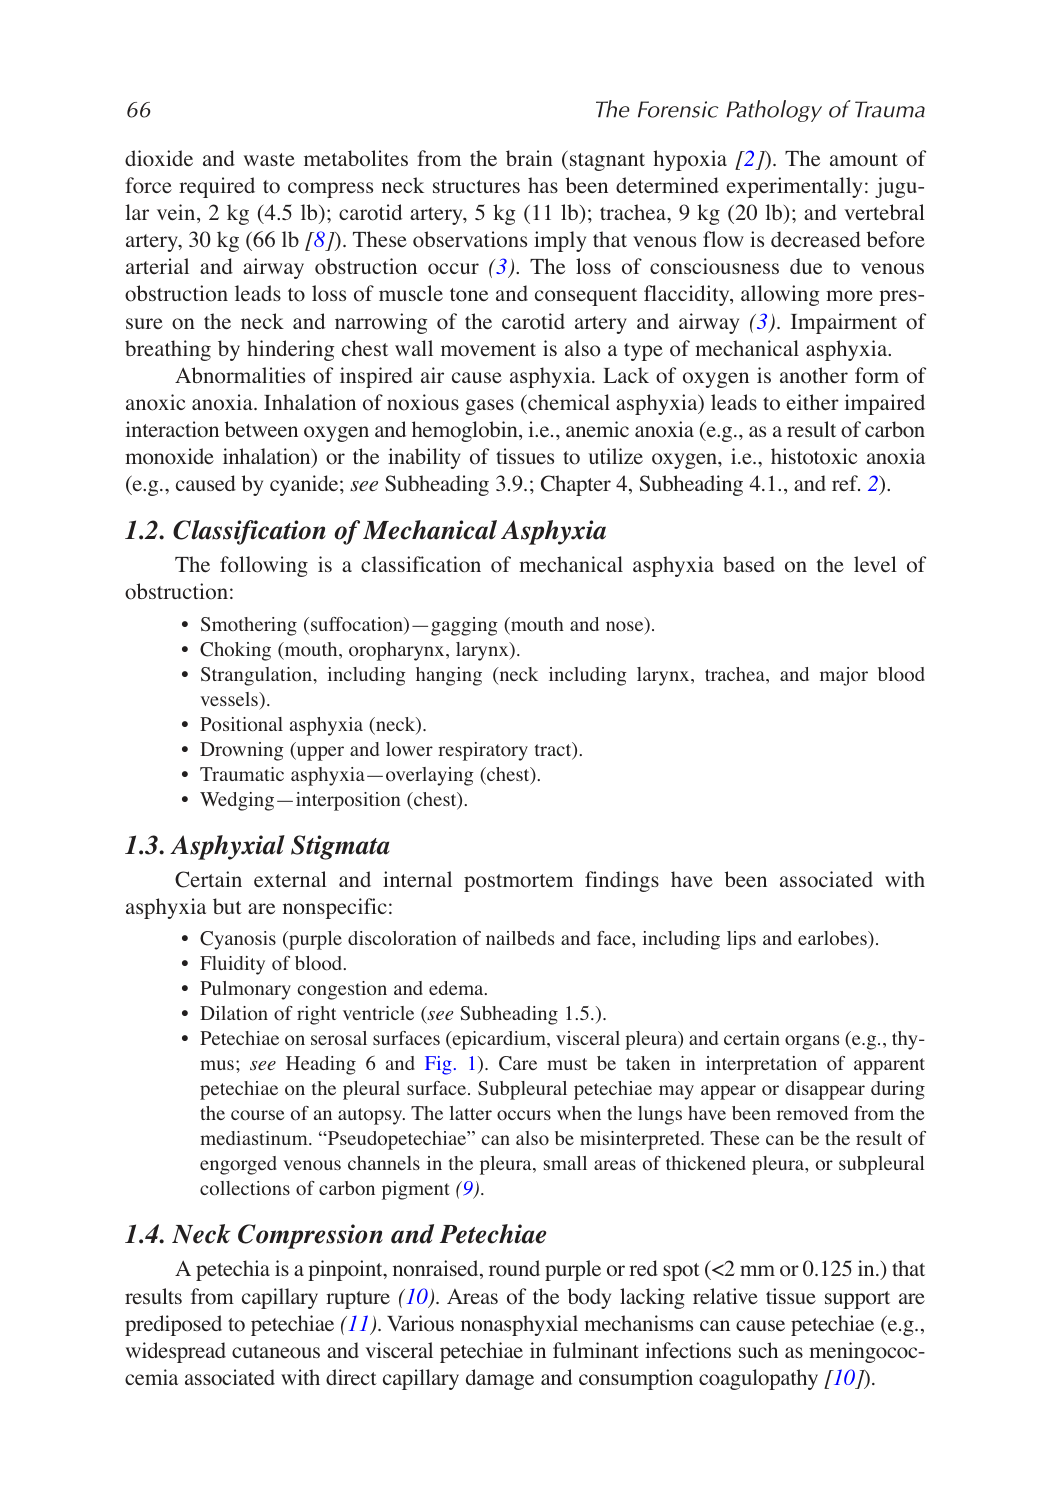 66 The Forensic Pathology of Trauma
dioxide and waste metabolites from the brain (stagnant hypoxia [2]). The amount of
force required to compress neck structures has been determined experimentally: jugu-
lar vein, 2 kg (4.5 lb); carotid artery, 5 kg (11 lb); trachea, 9 kg (20 lb); and vertebral
artery, 30 kg (66 lb [8]). These observations imply that venous flow is decreased before
arterial and airway obstruction occur (3). The loss of consciousness due to venous
obstruction leads to loss of muscle tone and consequent flaccidity, allowing more pres-
sure on the neck and narrowing of the carotid artery and airway (3). Impairment of
breathing by hindering chest wall movement is also a type of mechanical asphyxia.
Abnormalities of inspired air cause asphyxia. Lack of oxygen is another form of
anoxic anoxia. Inhalation of noxious gases (chemical asphyxia) leads to either impaired
interaction between oxygen and hemoglobin, i.e., anemic anoxia (e.g., as a result of carbon
monoxide inhalation) or the inability of tissues to utilize oxygen, i.e., histotoxic anoxia
(e.g., caused by cyanide; see Subheading 3.9.; Chapter 4, Subheading 4.1., and ref. 2).
1.2. Classification of Mechanical Asphyxia
The following is a classification of mechanical asphyxia based on the level of
obstruction:
• Smothering (suffocation)—gagging (mouth and nose).
• Choking (mouth, oropharynx, larynx).
• Strangulation, including hanging (neck including larynx, trachea, and major blood
vessels).
• Positional asphyxia (neck).
• Drowning (upper and lower respiratory tract).
• Traumatic asphyxia—overlaying (chest).
• Wedging—interposition (chest).
1.3. Asphyxial Stigmata
Certain external and internal postmortem findings have been associated with
asphyxia but are nonspecific:
• Cyanosis (purple discoloration of nailbeds and face, including lips and earlobes).
• Fluidity of blood.
• Pulmonary congestion and edema.
• Dilation of right ventricle (see Subheading 1.5.).
• Petechiae on serosal surfaces (epicardium, visceral pleura) and certain organs (e.g., thy-
mus; see Heading 6 and Fig. 1). Care must be taken in interpretation of apparent
petechiae on the pleural surface. Subpleural petechiae may appear or disappear during
the course of an autopsy. The latter occurs when the lungs have been removed from the
mediastinum. “Pseudopetechiae” can also be misinterpreted. These can be the result of
engorged venous channels in the pleura, small areas of thickened pleura, or subpleural
collections of carbon pigment (9).
1.4. Neck Compression and Petechiae
A petechia is a pinpoint, nonraised, round purple or red spot (<2 mm or 0.125 in.) that
results from capillary rupture (10). Areas of the body lacking relative tissue support are
prediposed to petechiae (11). Various nonasphyxial mechanisms can cause petechiae (e.g.,
widespread cutaneous and visceral petechiae in fulminant infections such as meningococ-
cemia associated with direct capillary damage and consumption coagulopathy [10]).